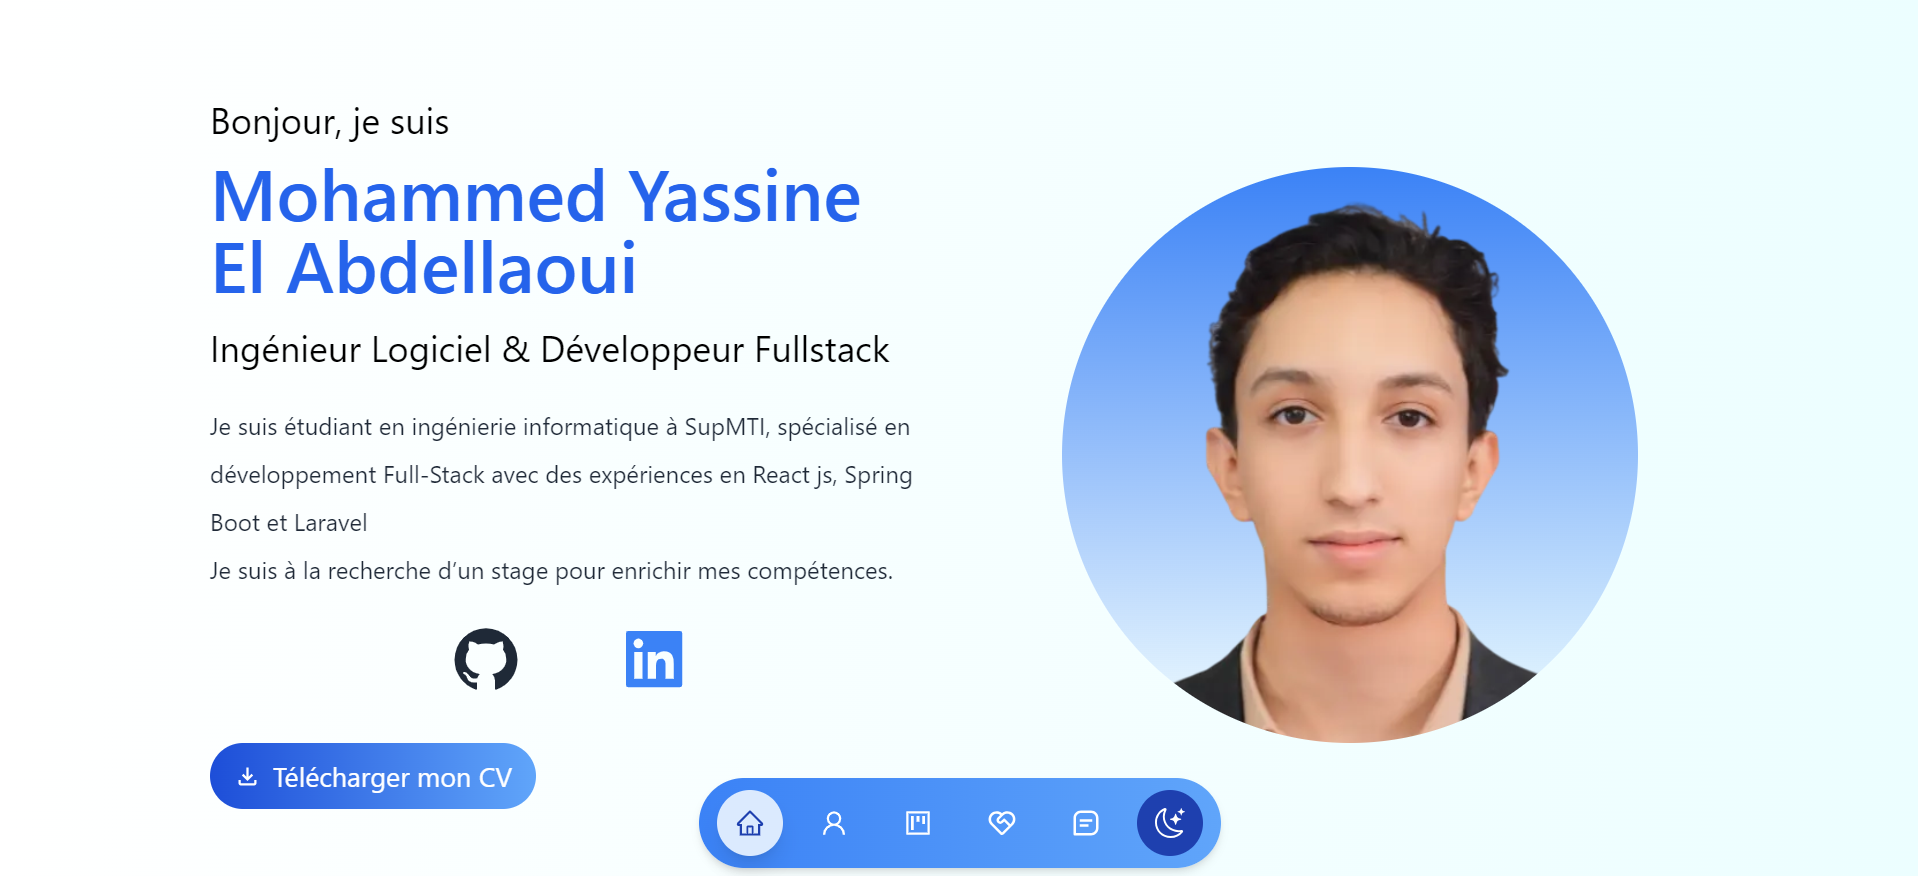 Bonjour, je suis
Mohammed Yassine
El Abdellaoui
Ingénieur Logiciel & Développeur Fullstack
Je suis étudiant en ingénierie informatique à SupMTI, spécialisé en
développement Full-Stack avec des expériences en React js, Spring
Boot et Laravel
Je suis à la recherche d’un stage pour enrichir mes compétences.
in
Télécharger mon CV